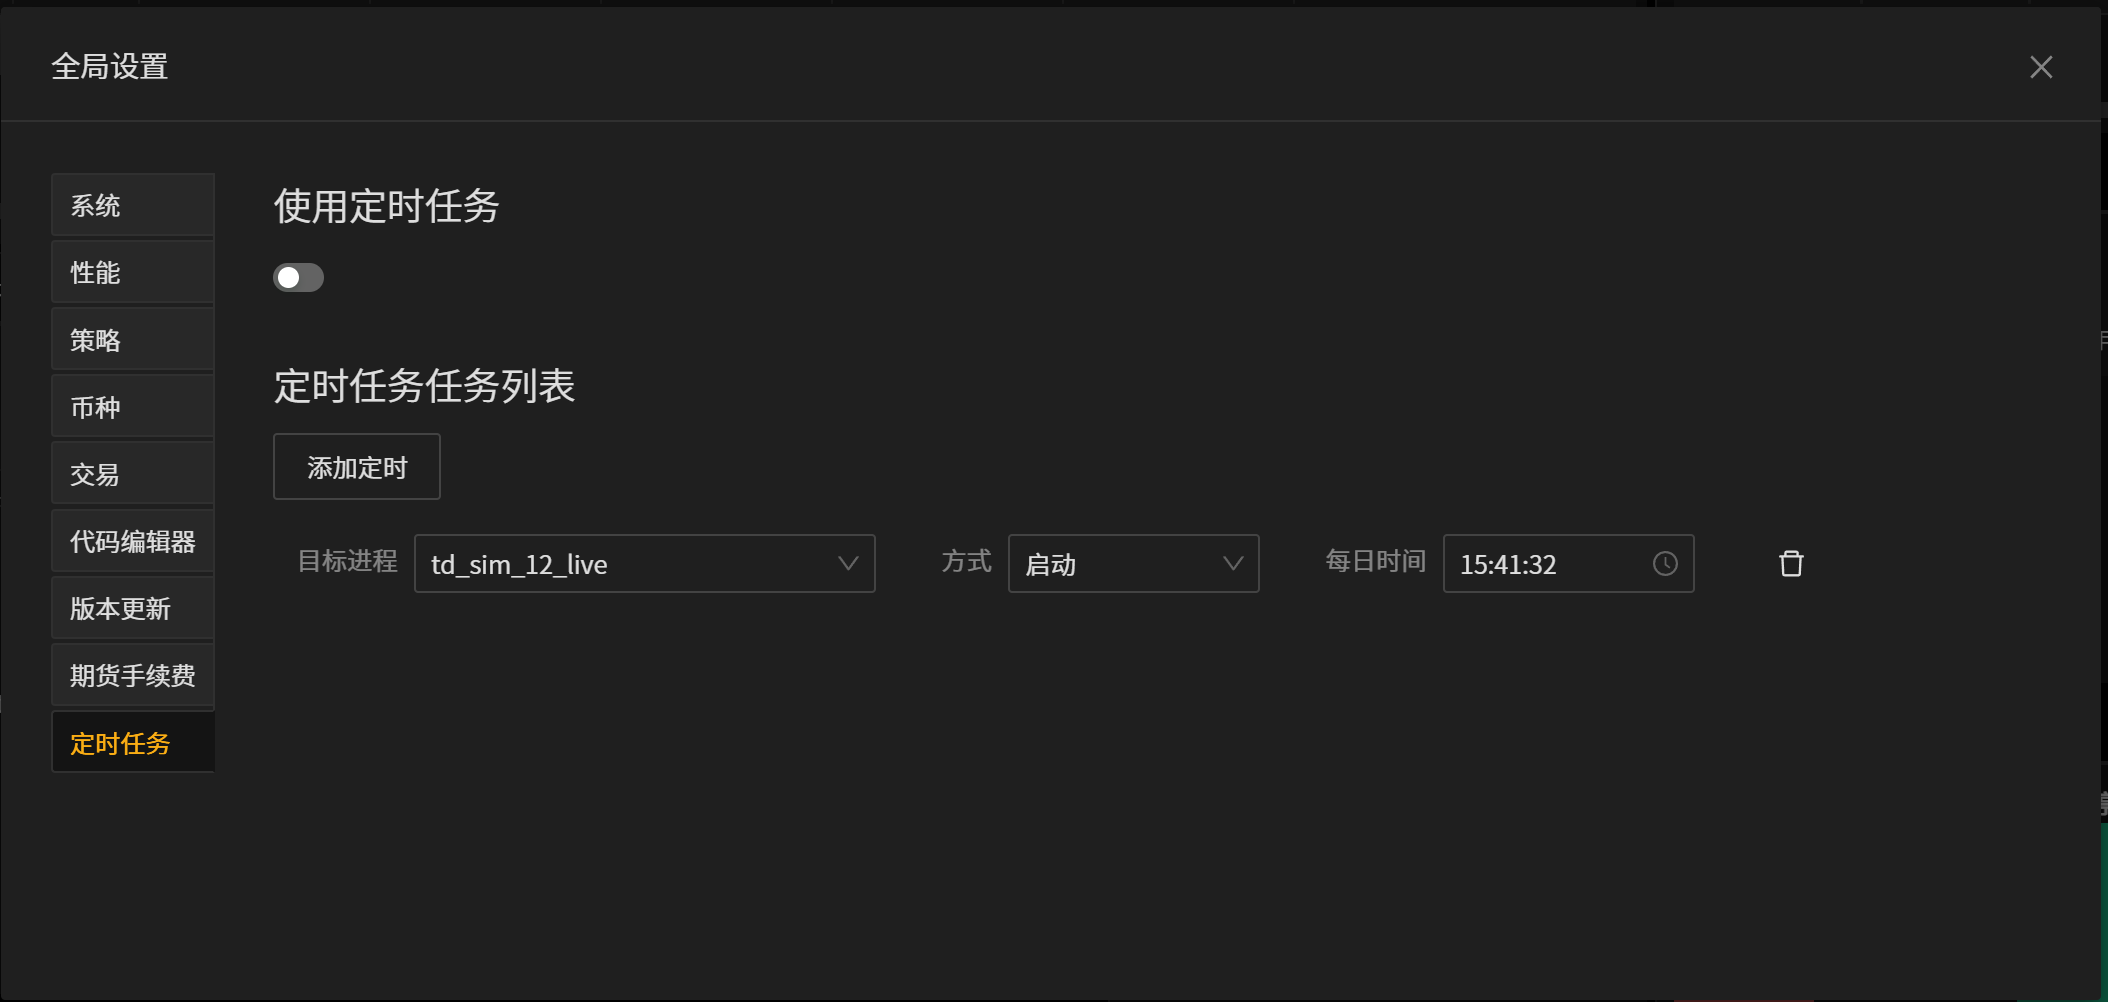 全局设置
系统
性能
策略
币种
交易
代码编辑器
版本更新
期货手续费
定时任务
使用定时任务
定时任务任务列表
添加定时
目标进程 td_sim_12_live 方式 启动 每日时间 15:41:32